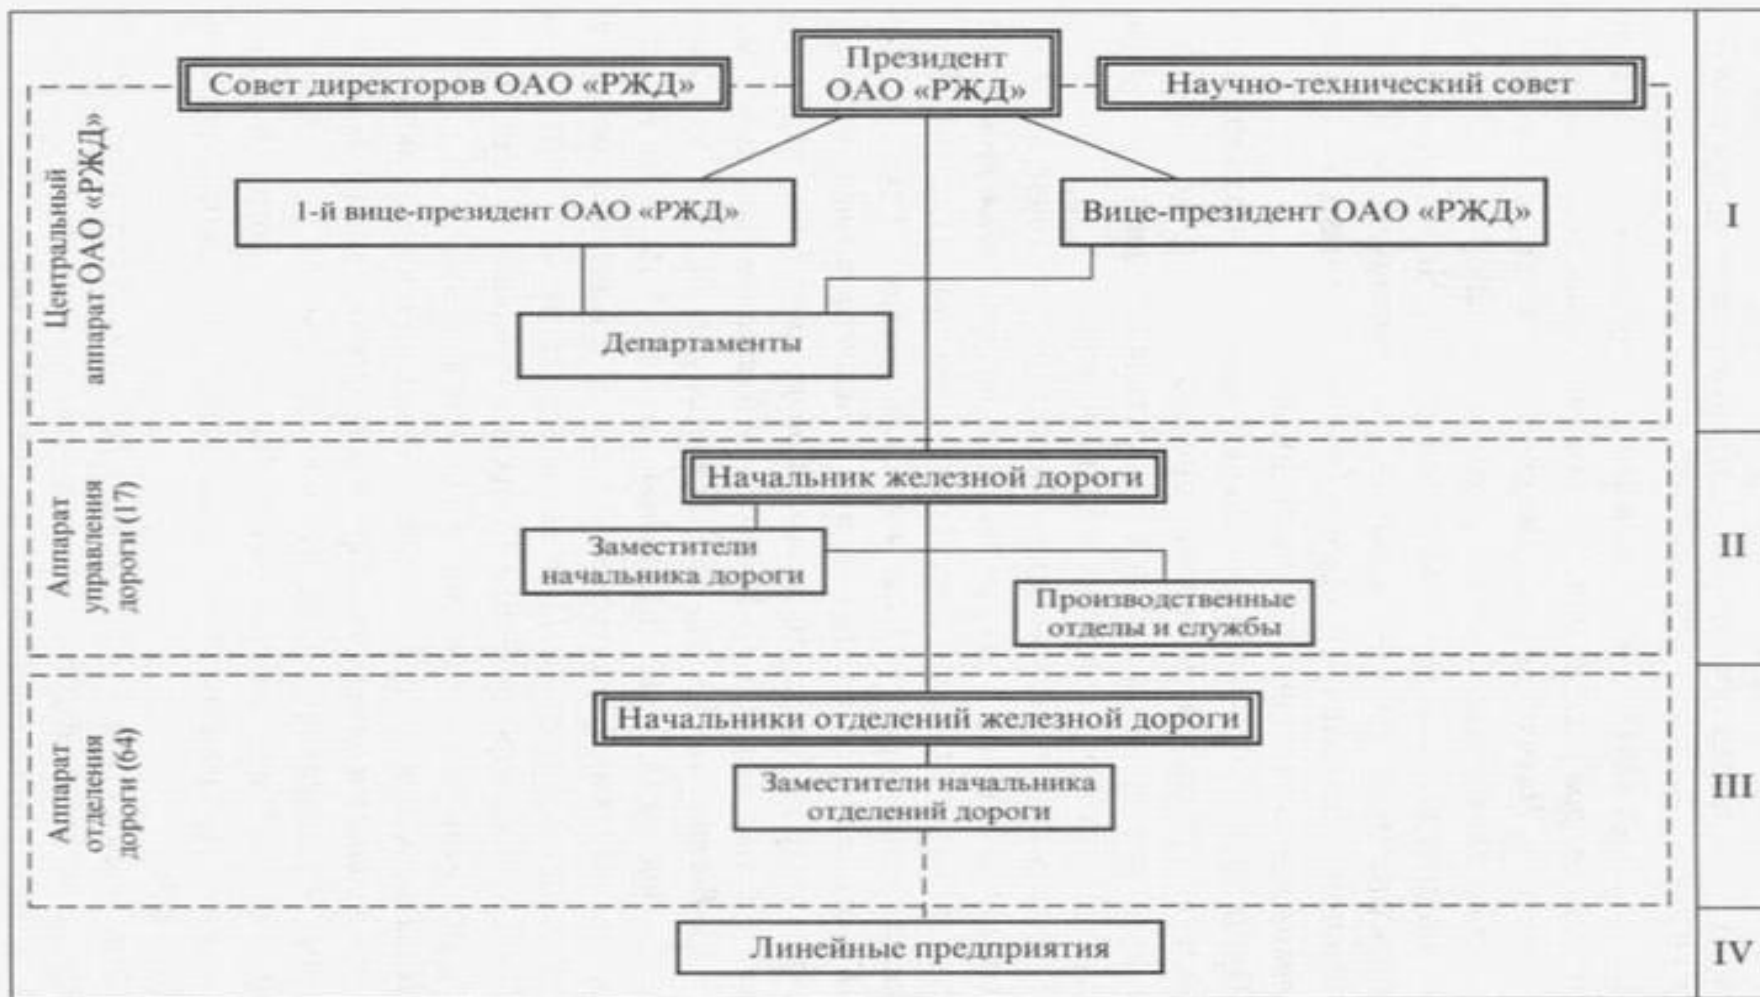 Президент
ОАО «РЖД»
Совет директоров ОАО «РЖД»
Научно-технический совет
Центральный
аппарат ОАО «РЖД»
1-й вице-президент ОАО «РЖД»
Вице-президент ОАО «РЖД»
I
Департаменты
Аппарат
управления
дороги (17)
Начальник железной дороги
Заместители
начальника дороги
Производственные
отделы и службы
II
Аппарат
отделения
дороги (64)
Начальники отделений железной дороги
Заместители начальника
отделений дороги
III
Линейные предприятия
IV